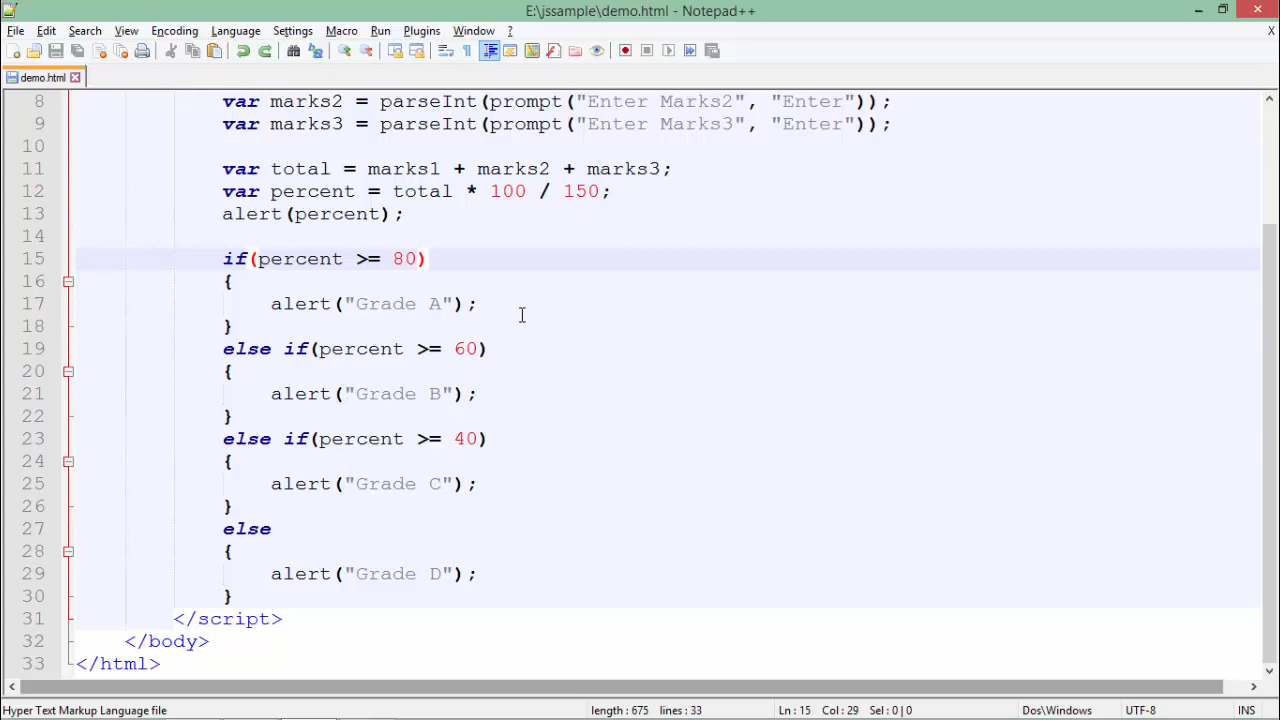 E:\jssample\demo.html - Notepad++
File Edit Search View Encoding Language Settings Macro Run Plugins Window ? X
demo.html
8 var marks2 = parseInt(prompt("Enter Marks2", "Enter"));
9 var marks3 = parseInt(prompt("Enter Marks3", "Enter"));
10
11 var total = marks1 + marks2 + marks3;
12 var percent = total * 100 / 150;
13 alert(percent);
14
15 if(percent >= 80)
16 {
17 alert("Grade A");
18 }
19 else if(percent >= 60)
20 {
21 alert("Grade B");
22 }
23 else if(percent >= 40)
24 {
25 alert("Grade C");
26 }
27 else
28 {
29 alert("Grade D");
30 }
31 </script>
32 </body>
33 </html>
Hyper Text Markup Language file length : 675 lines : 33 Ln : 15 Col : 29 Sel : 0 | 0 Dos\Windows UTF-8 INS